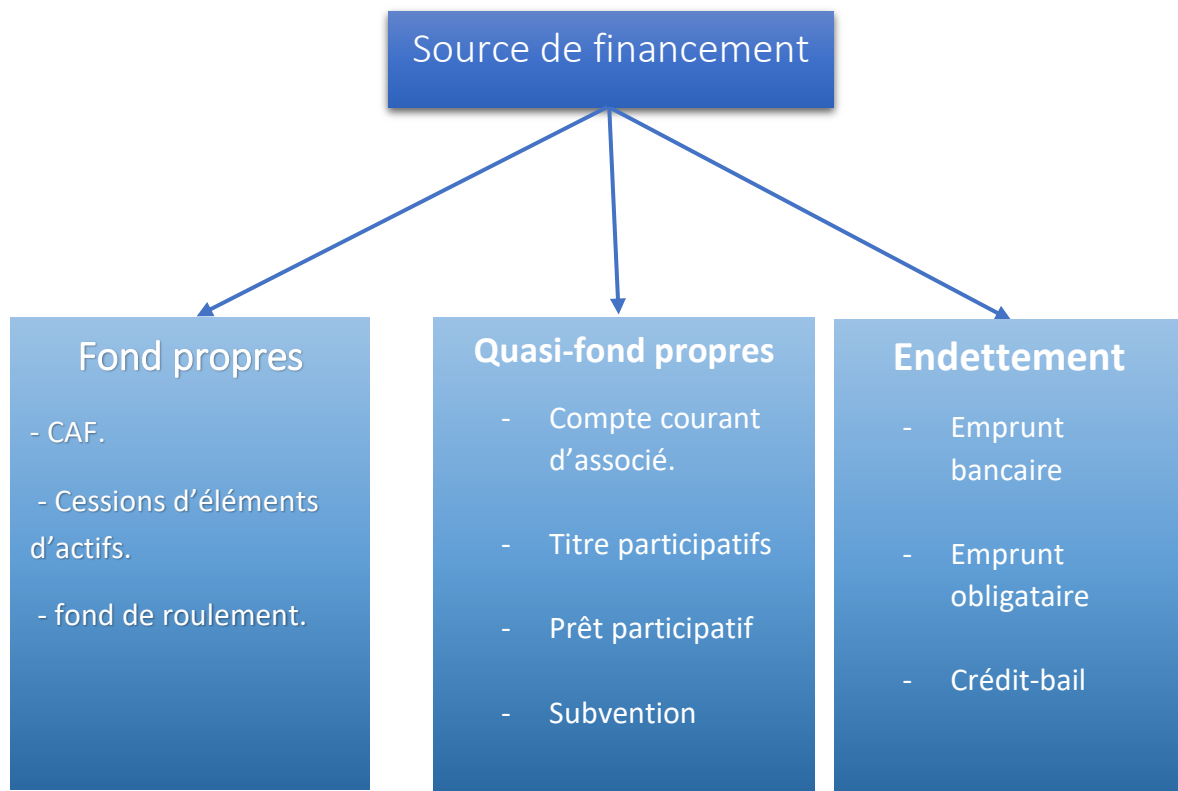 Source de financement
Fond propres
- CAF.
- Cessions d’éléments
d’actifs.
- fond de roulement.
Quasi-fond propres
- Compte courant
d’associé.
- Titre participatifs
- Prêt participatif
- Subvention
Endettement
- Emprunt
bancaire
- Emprunt
obligataire
- Crédit-bail